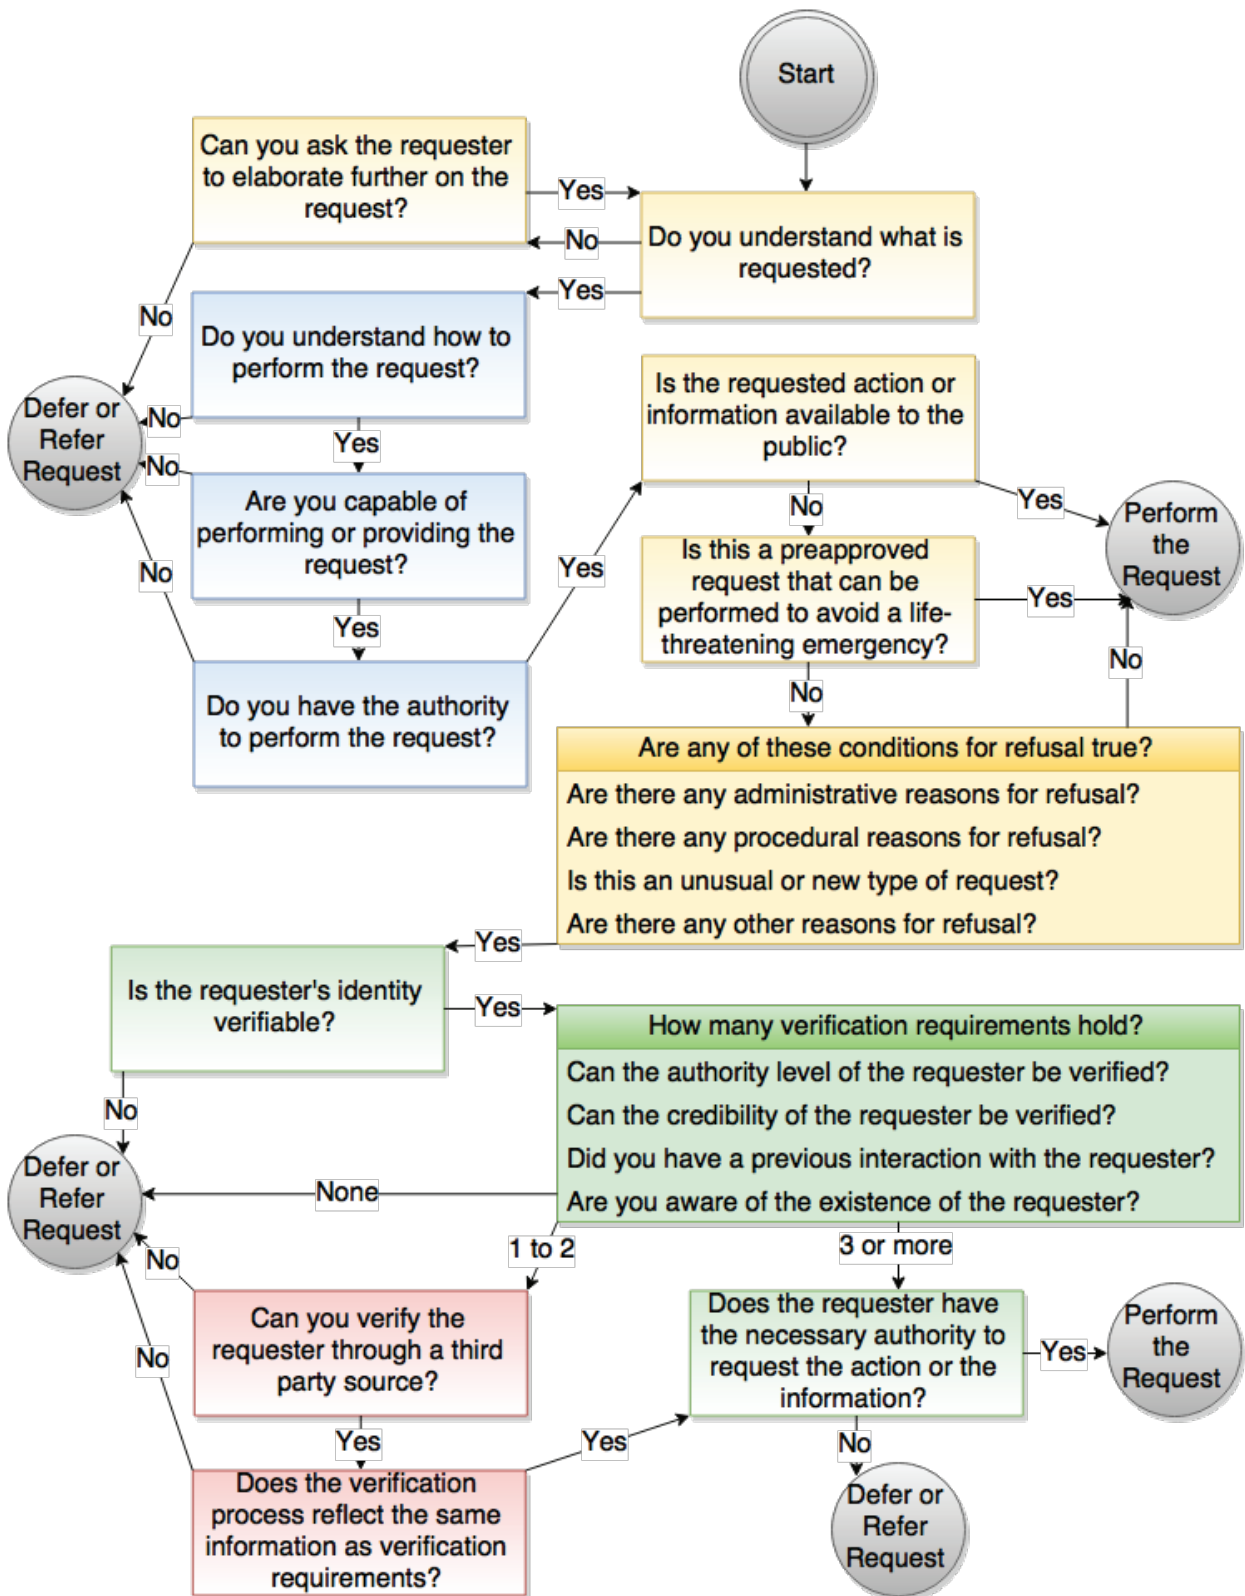 Start
Can you ask the requester
to elaborate further on the
request?
Yes
No
Do you understand what is
requested?
Yes
No
Do you understand how to
perform the request?
Is the requested action or
information available to the
public?
Defer or
Refer
Request
No
Yes
No
Are you capable of
performing or providing the
request?
No
Yes
Yes
No
Yes
Perform
the
Request
Is this a preapproved
request that can be
performed to avoid a life-
threatening emergency?
Yes
No
No
Do you have the authority
to perform the request?
Are any of these conditions for refusal true?
Are there any administrative reasons for refusal?
Are there any procedural reasons for refusal?
Is this an unusual or new type of request?
Are there any other reasons for refusal?
Yes
Is the requester's identity
verifiable?
Yes
No
How many verification requirements hold?
Can the authority level of the requester be verified?
Can the credibility of the requester be verified?
Did you have a previous interaction with the requester?
Are you aware of the existence of the requester?
Defer or
Refer
Request
None
No
1 to 2
3 or more
Can you verify the
requester through a third
party source?
No
Yes
Does the requester have
the necessary authority to
request the action or the
information?
Yes
Perform
the
Request
Yes
No
Does the verification
process reflect the same
information as verification
requirements?
Defer or
Refer
Request